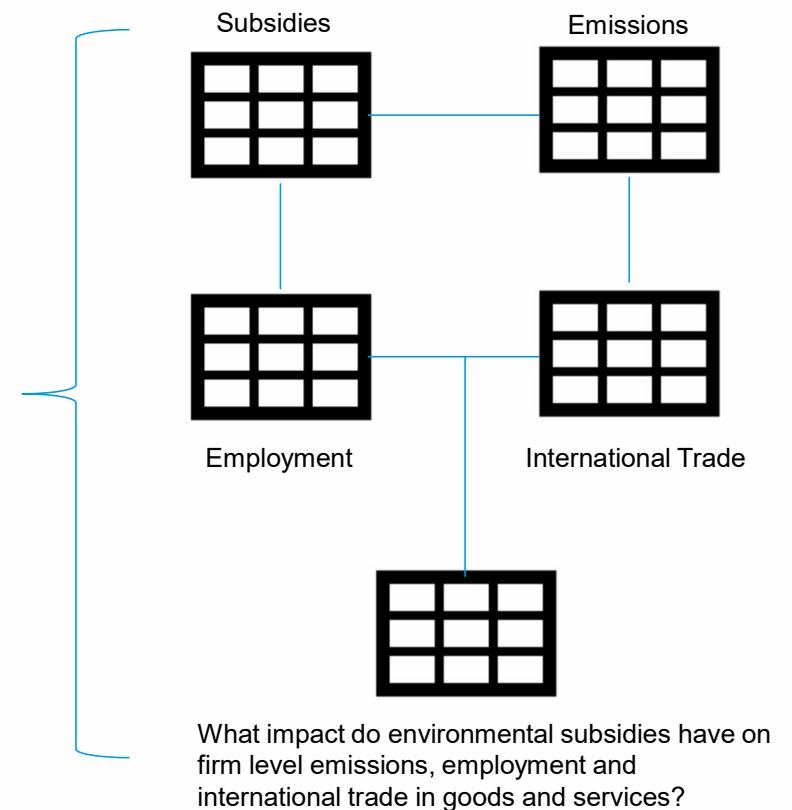 Subsidies
Emissions
Employment
International Trade
What impact do environmental subsidies have on
firm level emissions, employment and
international trade in goods and services?